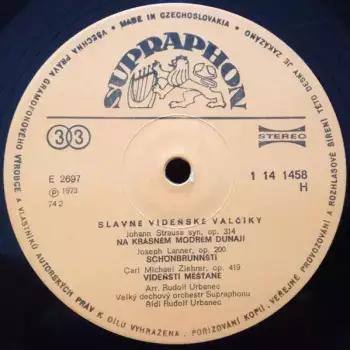 MADE IN CZECHOSLOVAKIA
VŠECHNA PRÁVA GRAMOFONOVÉHO VÝROBCE A VLASTNÍKŮ AUTORSKÝCH PRÁV K DÍLU VYHRAŽENA. POŘIZOVÁNÍ KOPIÍ, VEŘEJNÉ PROVOZOVÁNÍ A ROZHLASOVÉ ŠÍŘENÍ TÉTO DESKY JE ZAKÁZÁNO
SUPRAPHON
33
STEREO
E 2697
1 14 1458
H
℗ 1973
74 2
SLAVNÉ VÍDEŇSKÉ VALČÍKY
Johann Strauss syn, op. 314
NA KRÁSNÉM MODRÉM DUNAJI
Joseph Lanner, op. 200
SCHÖNBRUNNŠTÍ
Carl Michael Ziehrer, op. 419
VÍDEŇŠTÍ MĚŠŤANÉ
Arr. Rudolf Urbanec
Velký dechový orchestr Supraphonu
Řídí Rudolf Urbanec